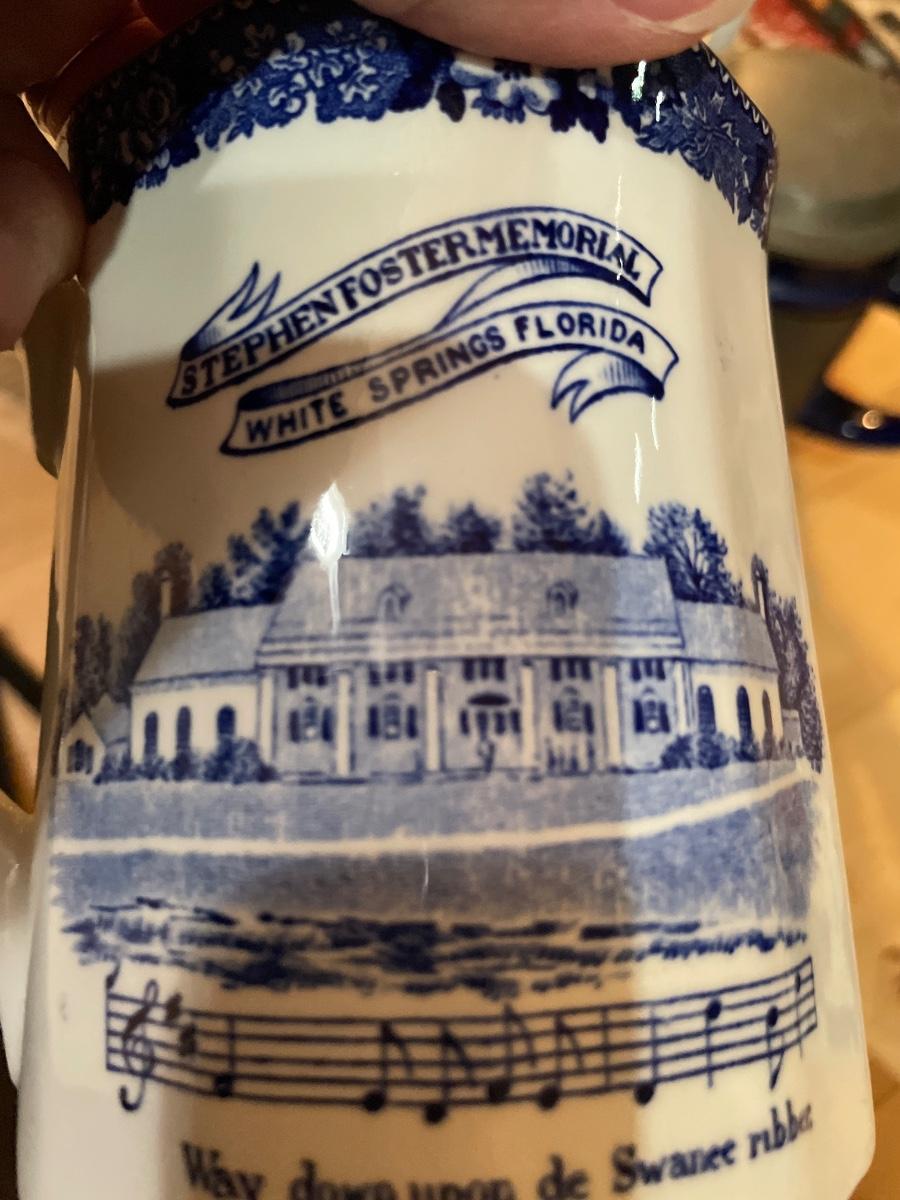 STEPHEN FOSTER MEMORIAL
WHITE SPRINGS FLORIDA
Way down upon de Swanee ribber